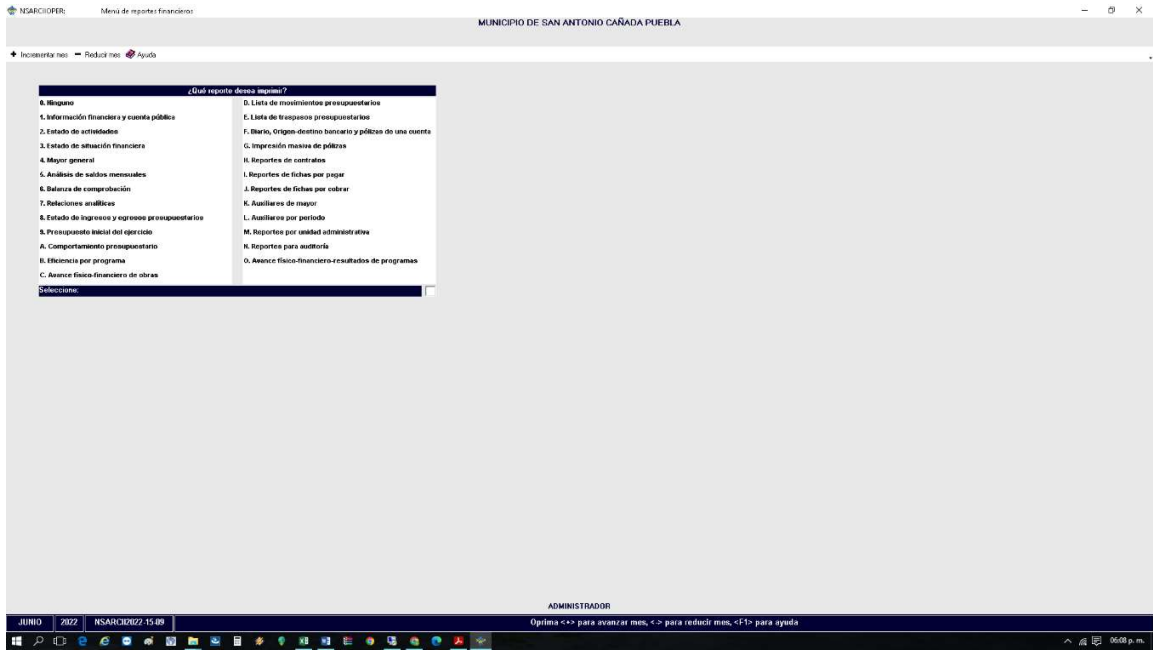 NSARCIIOPER: Menú de reportes financieros
MUNICIPIO DE SAN ANTONIO CAÑADA PUEBLA
+ Incrementar mes − Reducir mes Ayuda
¿Qué reporte desea imprimir?
0. Ninguno
1. Información financiera y cuenta pública
2. Estado de actividades
3. Estado de situación financiera
4. Mayor general
5. Análisis de saldos mensuales
6. Balanza de comprobación
7. Relaciones analíticas
8. Estado de ingresos y egresos presupuestarios
9. Presupuesto inicial del ejercicio
A. Comportamiento presupuestario
B. Eficiencia por programa
C. Avance físico-financiero de obras
D. Lista de movimientos presupuestarios
E. Lista de traspasos presupuestarios
F. Diario, Origen-destino bancario y pólizas de una cuenta
G. Impresión masiva de pólizas
H. Reportes de contratos
I. Reportes de fichas por pagar
J. Reportes de fichas por cobrar
K. Auxiliares de mayor
L. Auxiliares por periodo
M. Reportes por unidad administrativa
N. Reportes para auditoría
O. Avance físico-financiero-resultados de programas
Seleccione:
ADMINISTRADOR
JUNIO 2022 NSARCII2022-15-09 Oprima <+> para avanzar mes, <-> para reducir mes, <F1> para ayuda
06:08 p. m.